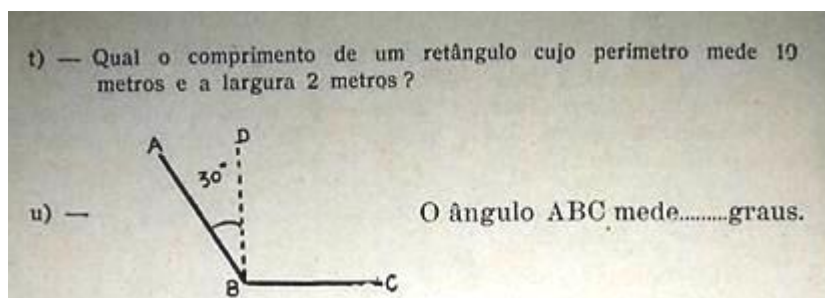 t) — Qual o comprimento de um retângulo cujo perímetro mede 10
metros e a largura 2 metros ?
A
D
30°
u) —
O ângulo ABC mede.........graus.
B
C